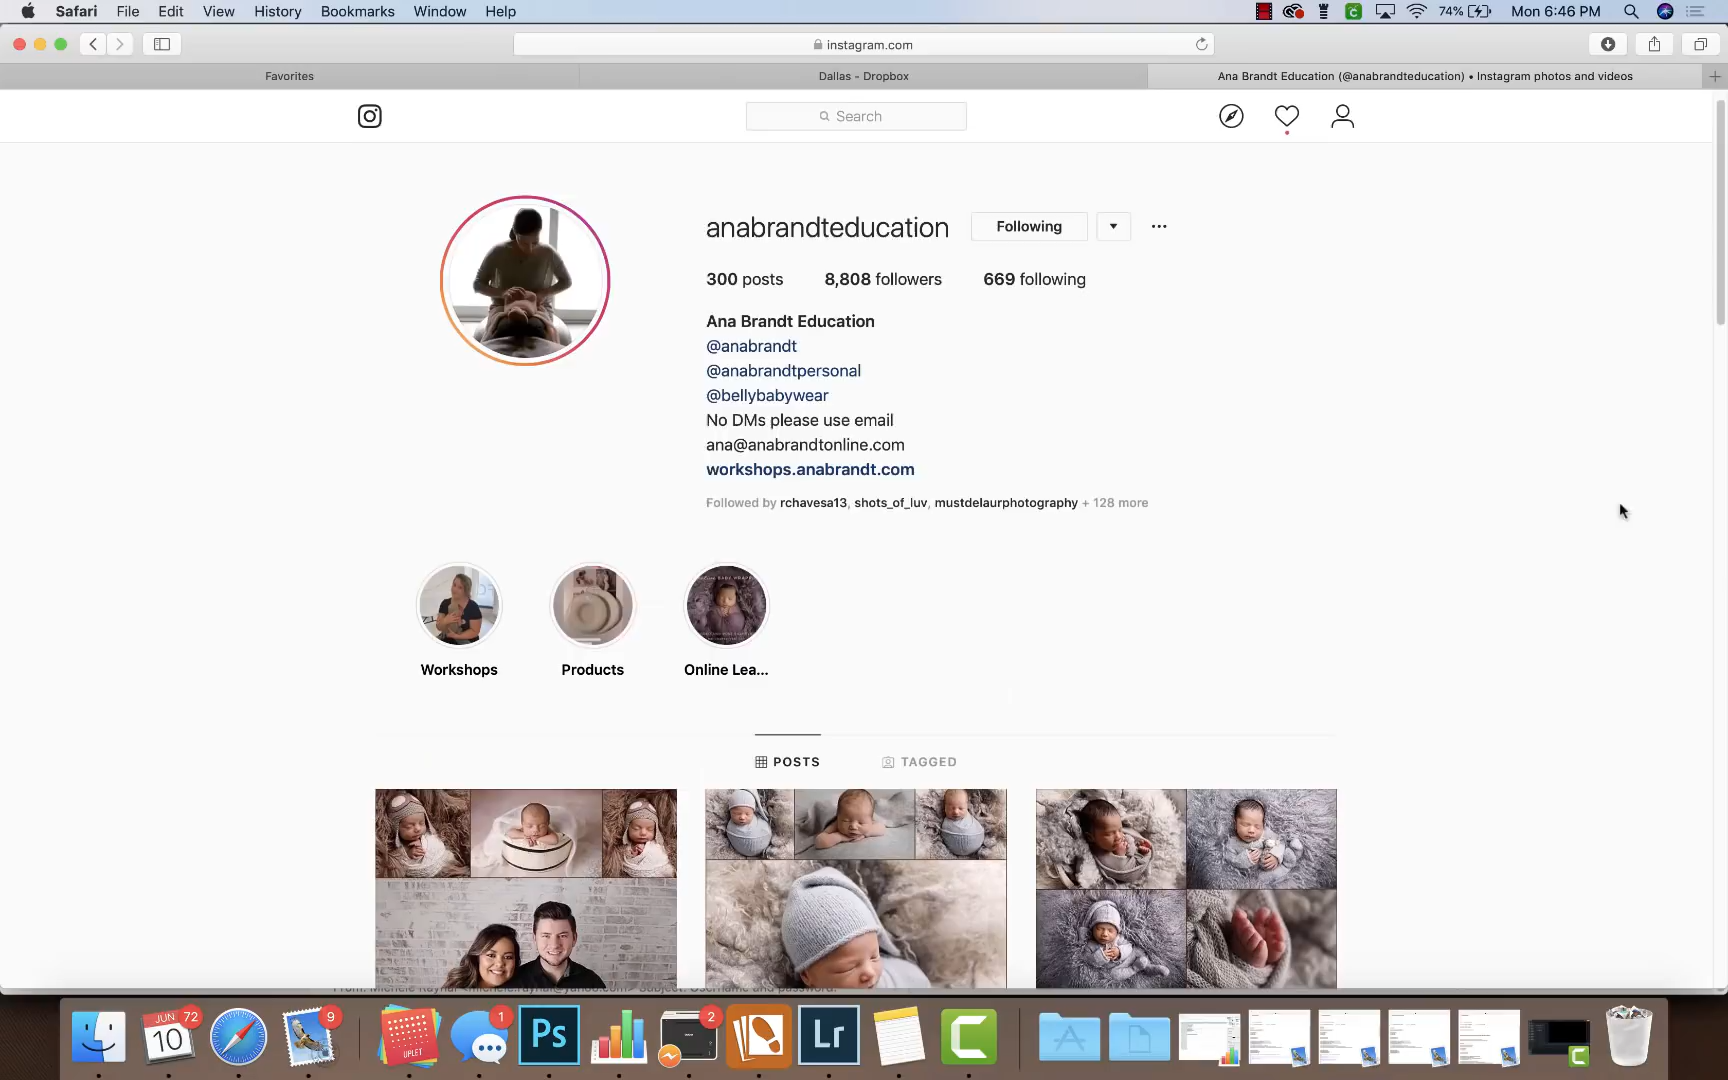 Safari File Edit View History Bookmarks Window Help 74% Mon 6:46 PM
instagram.com
Favorites Dallas - Dropbox Ana Brandt Education (@anabrandteducation) • Instagram photos and videos
Search
anabrandteducation Following
300 posts 8,808 followers 669 following
Ana Brandt Education
@anabrandt
@anabrandtpersonal
@bellybabywear
No DMs please use email
ana@anabrandtonline.com
workshops.anabrandt.com
Followed by rchavesa13, shots_of_luv, mustdelaurphotography + 128 more
Workshops Products Online Lea...
POSTS TAGGED
JUN 72 9 1 2
10 UPLET Ps Lr C